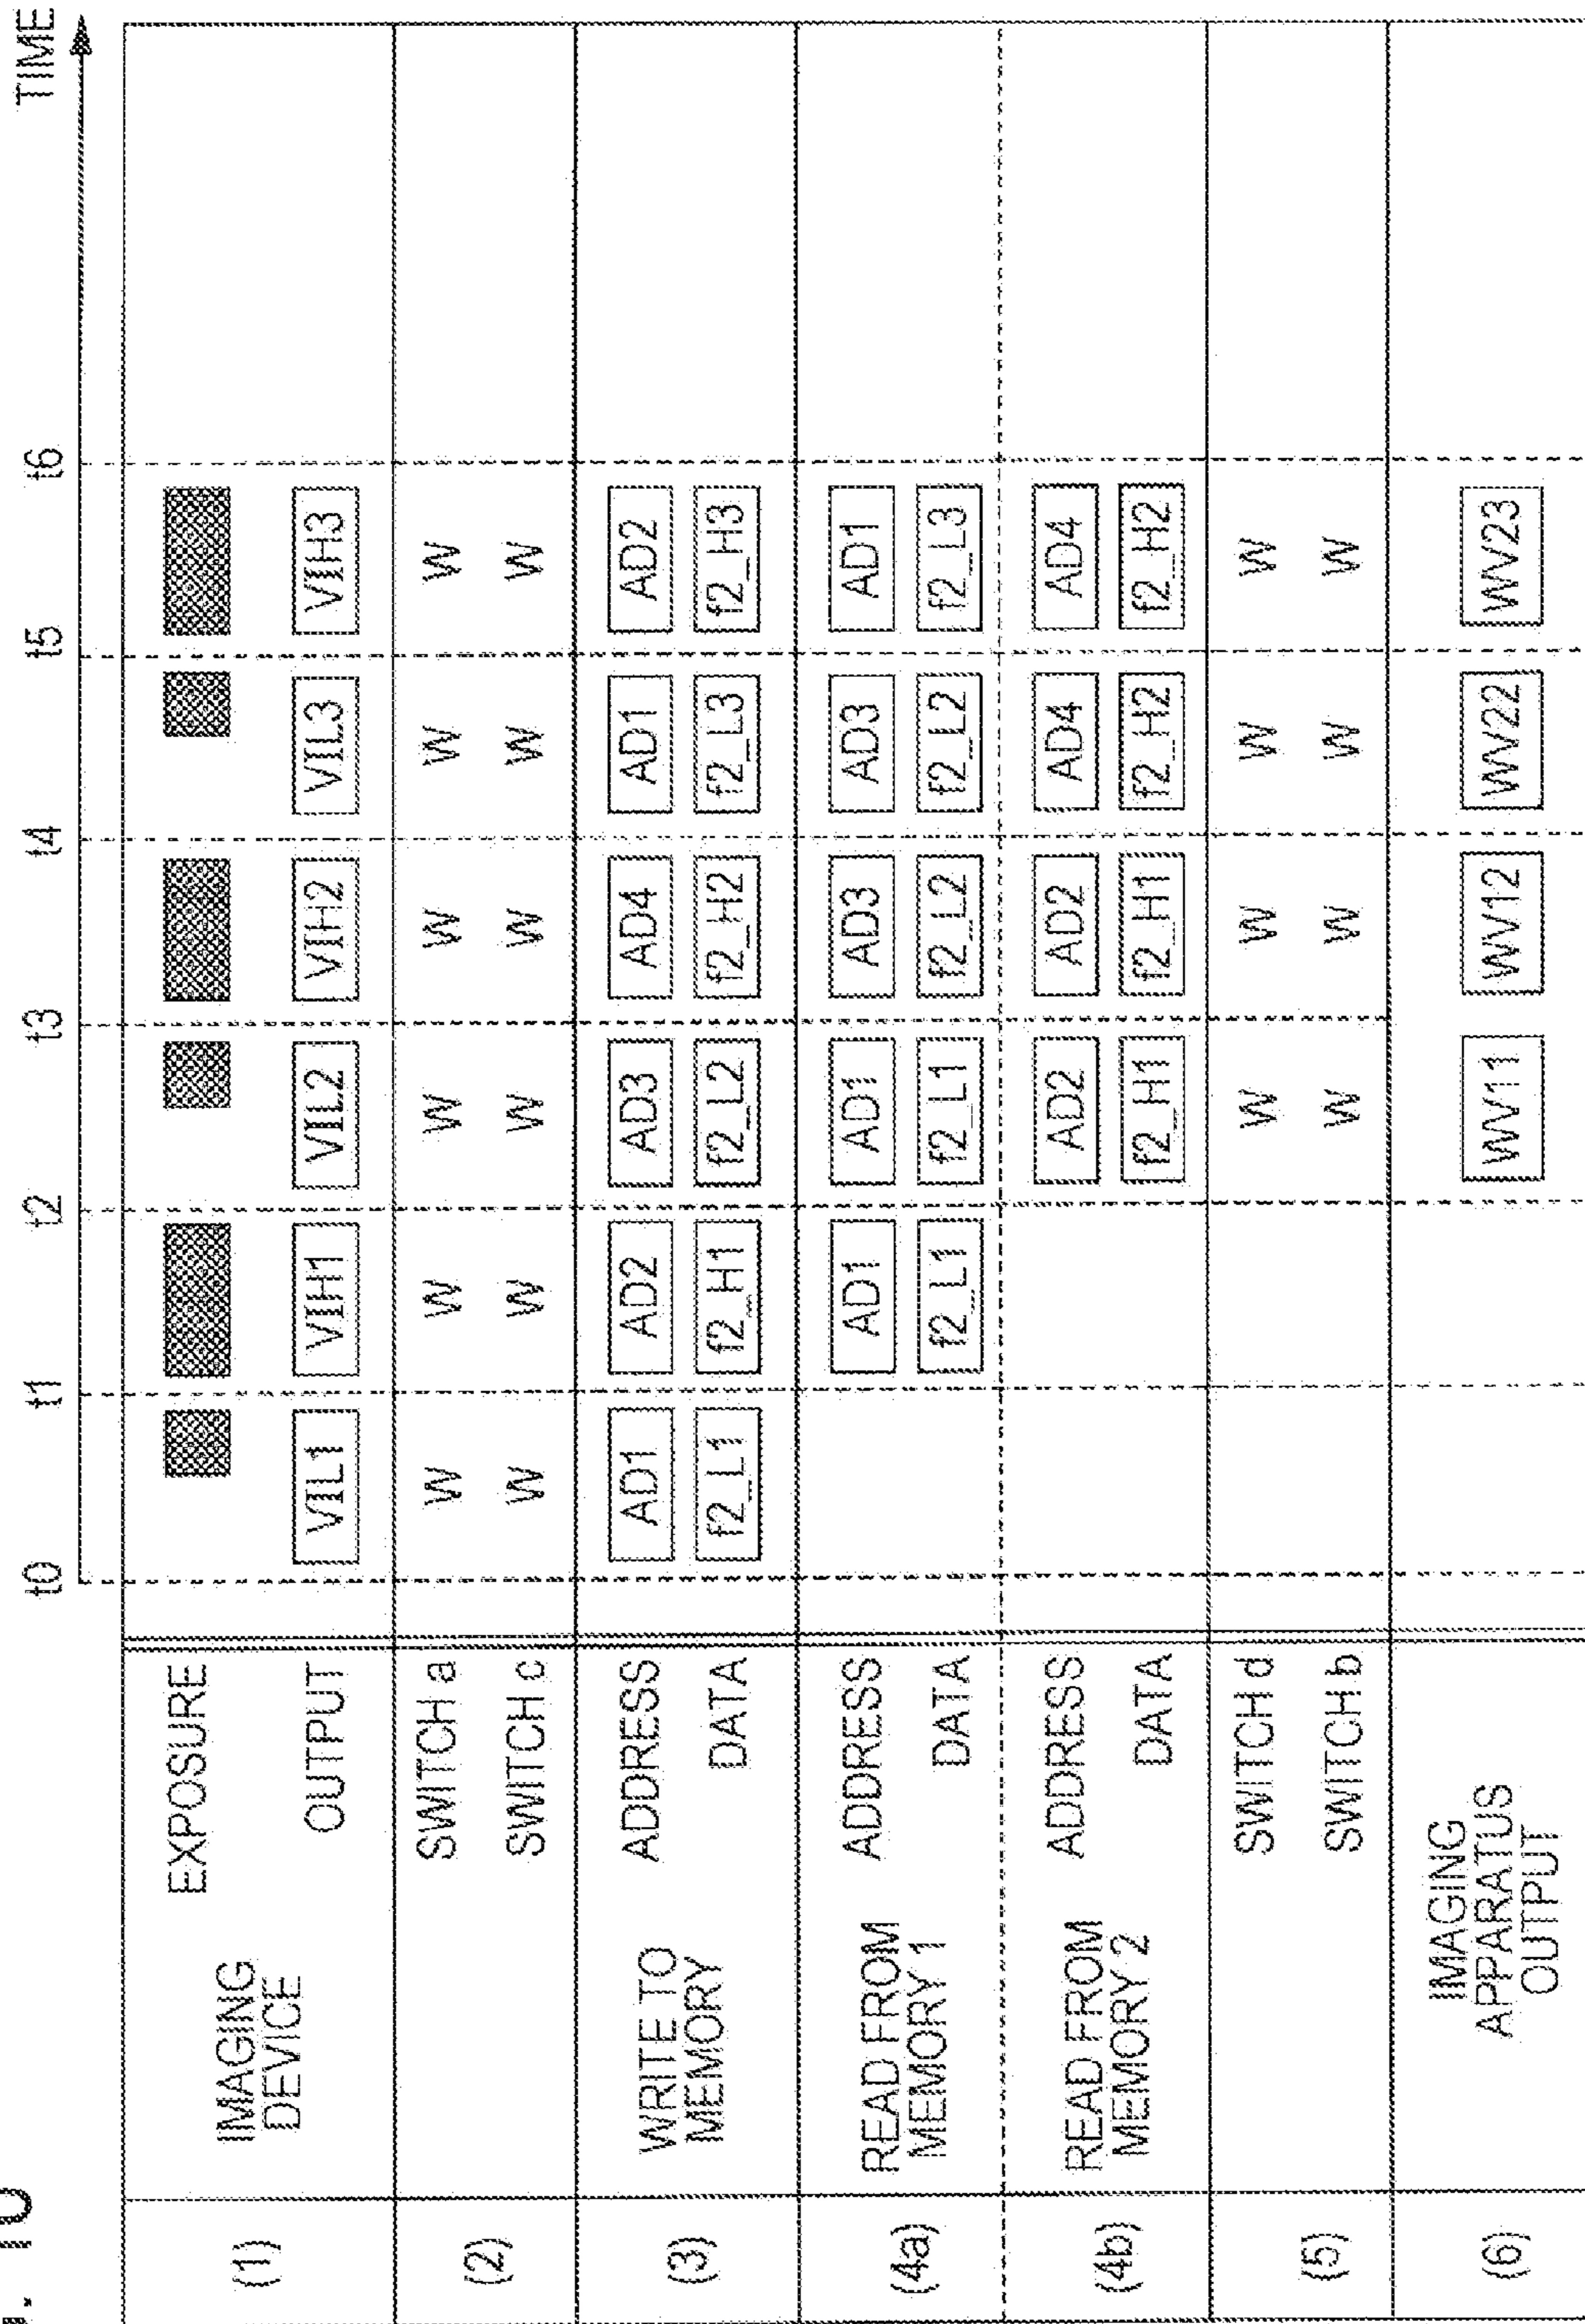 . 10
TIME
t0 t1 t2 t3 t4 t5 t6
(1) IMAGING DEVICE EXPOSURE
OUTPUT VIL1 VIH1 VIL2 VIH2 VIL3 VIH3
(2) SWITCH a W W W W W W
SWITCH c W W W W W W
(3) WRITE TO MEMORY ADDRESS AD1 AD2 AD3 AD4 AD1 AD2
DATA f2_L1 f2_H1 f2_L2 f2_H2 f2_L3 f2_H3
(4a) READ FROM MEMORY 1 ADDRESS AD1 AD1 AD3 AD3 AD1
DATA f2_L1 f2_L1 f2_L2 f2_L2 f2_L3
(4b) READ FROM MEMORY 2 ADDRESS AD2 AD2 AD4 AD4
DATA f2_H1 f2_H1 f2_H2 f2_H2
(5) SWITCH d W W W W
SWITCH b W W W W
(6) IMAGING APPARATUS OUTPUT WV11 WV12 WV22 WV23